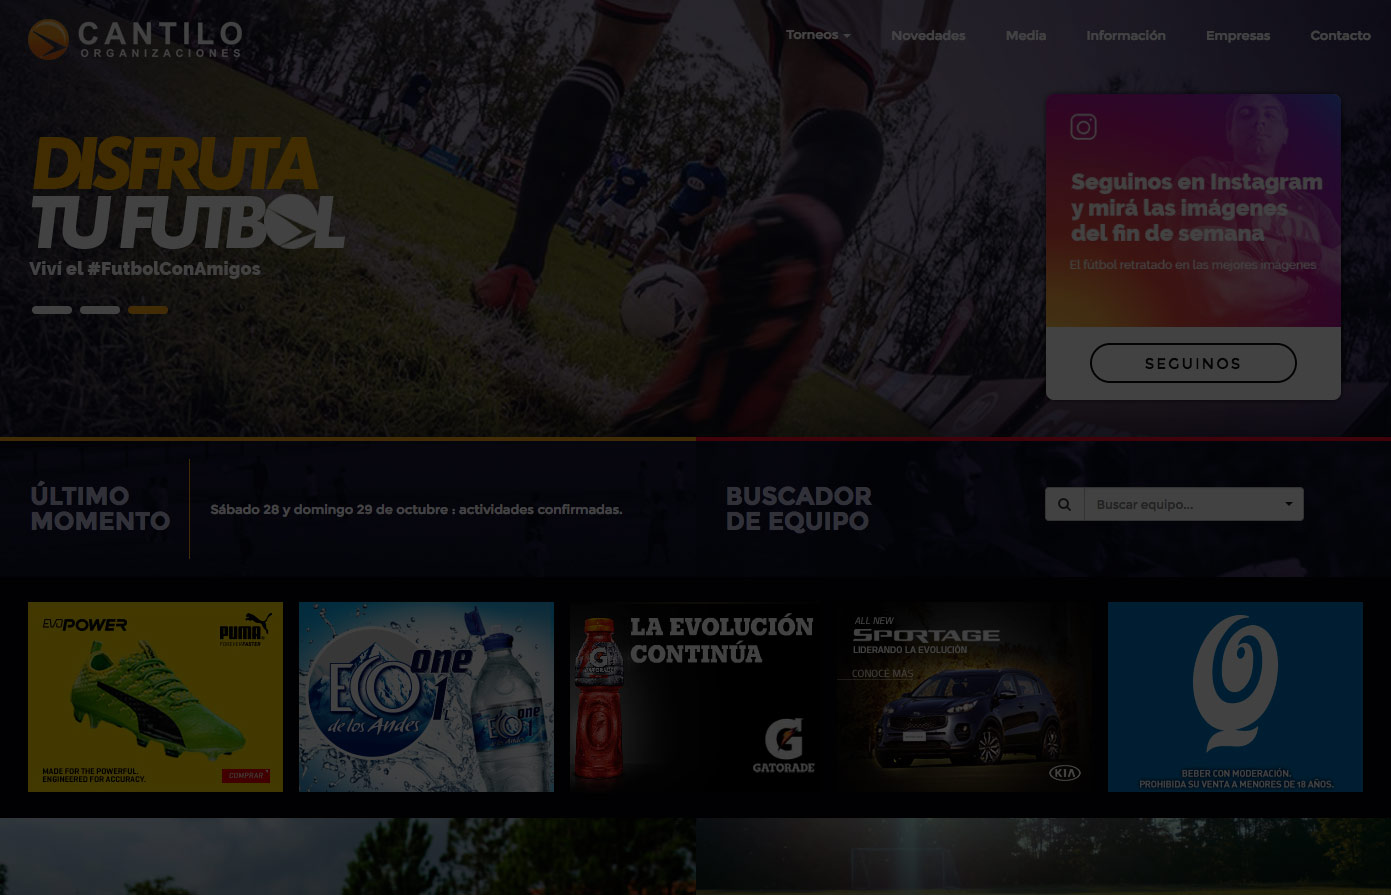 CANTILO
ORGANIZACIONES
Torneos
Novedades
Media
Información
Empresas
Contacto
DISFRUTA
TU FUTBOL
Viví el #FutbolConAmigos
Seguinos en Instagram
y mirá las imágenes
del fin de semana
El fútbol retratado en las mejores imágenes
SEGUINOS
ÚLTIMO
MOMENTO
Sábado 28 y domingo 29 de octubre : actividades confirmadas.
BUSCADOR
DE EQUIPO
Buscar equipo...
EVOPOWER
PUMA
FOREVER FASTER
MADE FOR THE POWERFUL.
ENGINEERED FOR ACCURACY.
COMPRAR
ECO
one
1L
de los Andes
ECO one
LA EVOLUCIÓN
CONTINÚA
G
GATORADE
ALL NEW
SPORTAGE
LIDERANDO LA EVOLUCIÓN
CONOCE MÁS
KIA
Q
BEBER CON MODERACIÓN.
PROHIBIDA SU VENTA A MENORES DE 18 AÑOS.